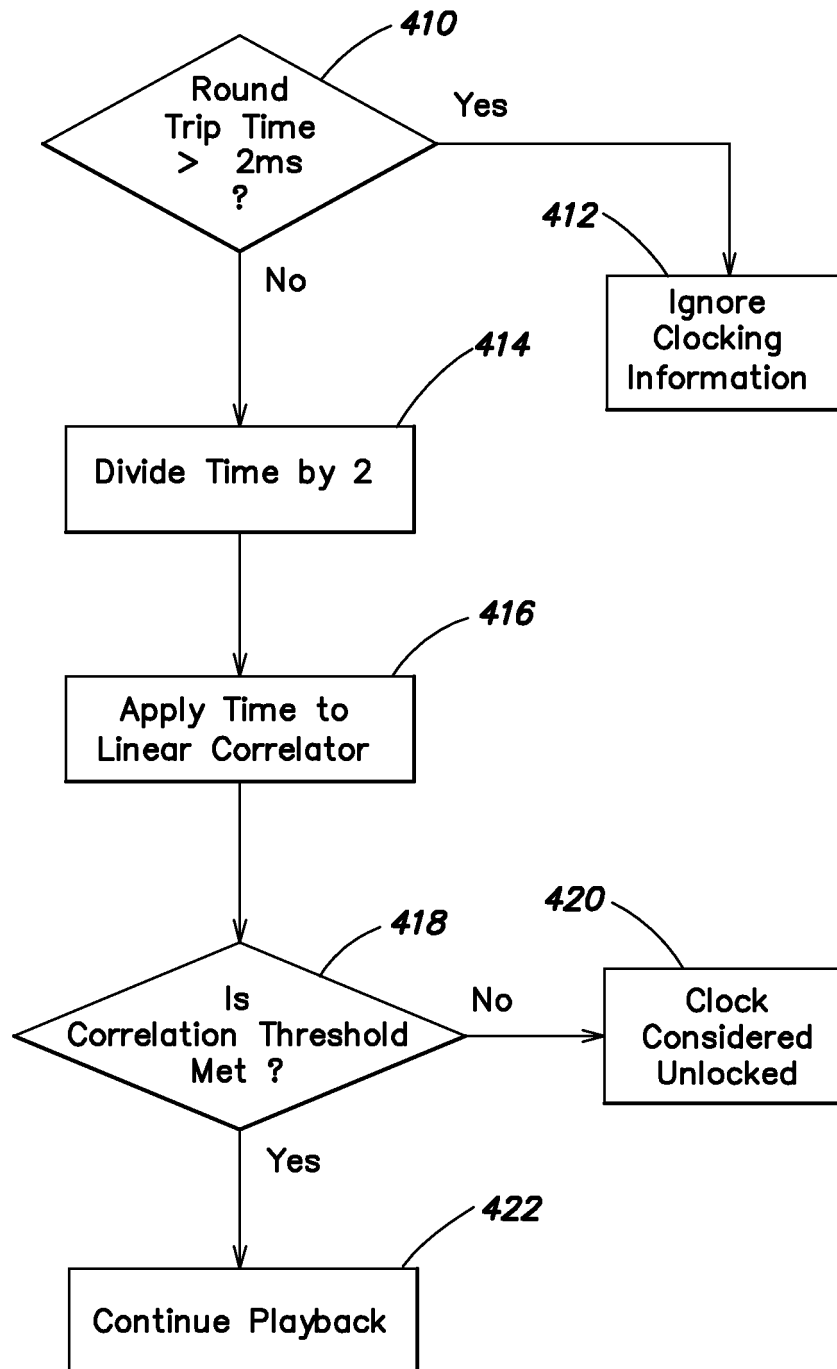 410
Round
Trip Time
> 2ms
?
Yes
No
412
Ignore
Clocking
Information
414
Divide Time by 2
416
Apply Time to
Linear Correlator
418
Is
Correlation Threshold
Met ?
No
Yes
420
Clock
Considered
Unlocked
422
Continue Playback